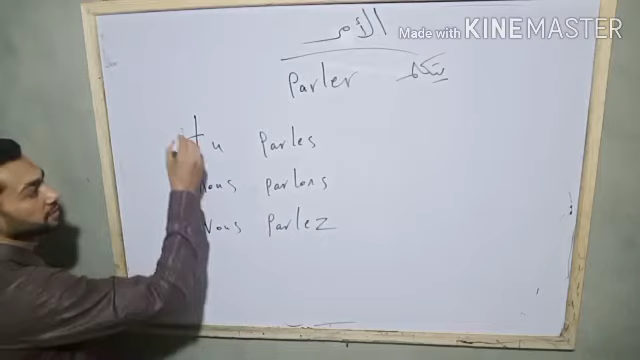 Made with KINEMASTER
الأمر
Parler يتكلم
Tu parles
nous parlons
Vous parlez